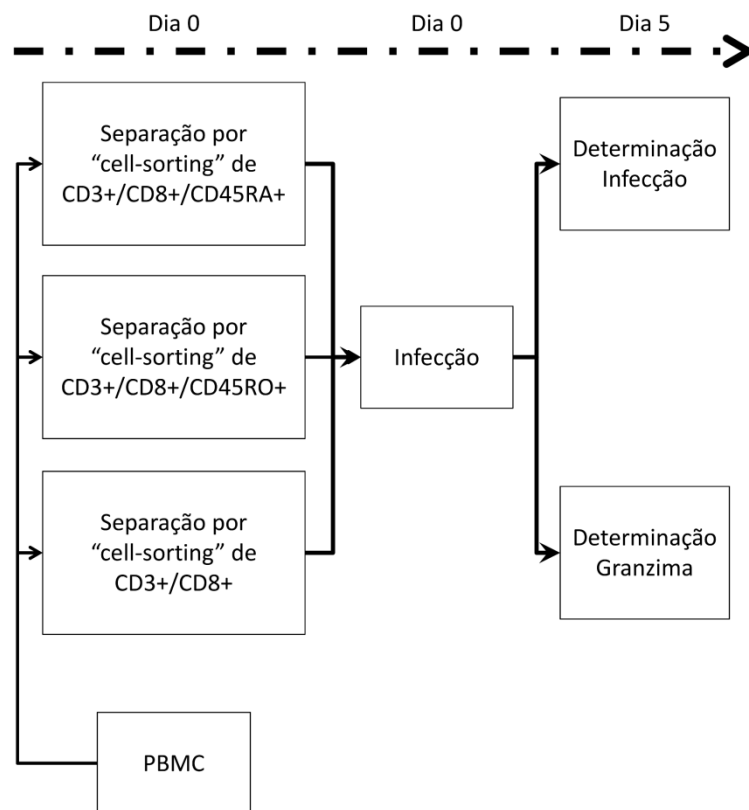 Dia 0
Dia 0
Dia 5
Separação por
“cell-sorting” de
CD3+/CD8+/CD45RA+
Determinação
Infecção
Separação por
“cell-sorting” de
CD3+/CD8+/CD45RO+
Infecção
Separação por
“cell-sorting” de
CD3+/CD8+
Determinação
Granzima
PBMC